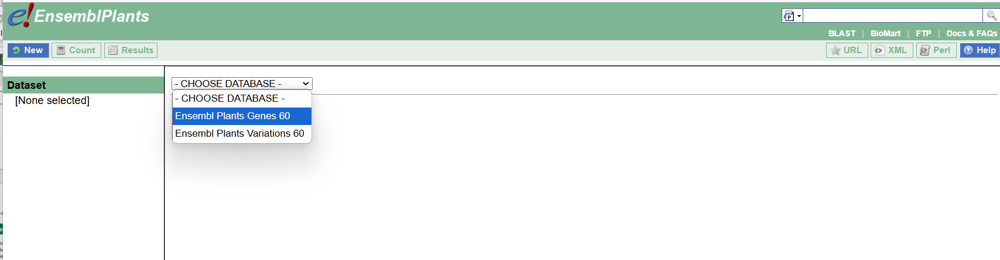 e! EnsemblPlants
BLAST | BioMart | FTP | Docs & FAQs
New Count Results URL XML Perl Help
Dataset
[None selected]
- CHOOSE DATABASE -
- CHOOSE DATABASE -
Ensembl Plants Genes 60
Ensembl Plants Variations 60